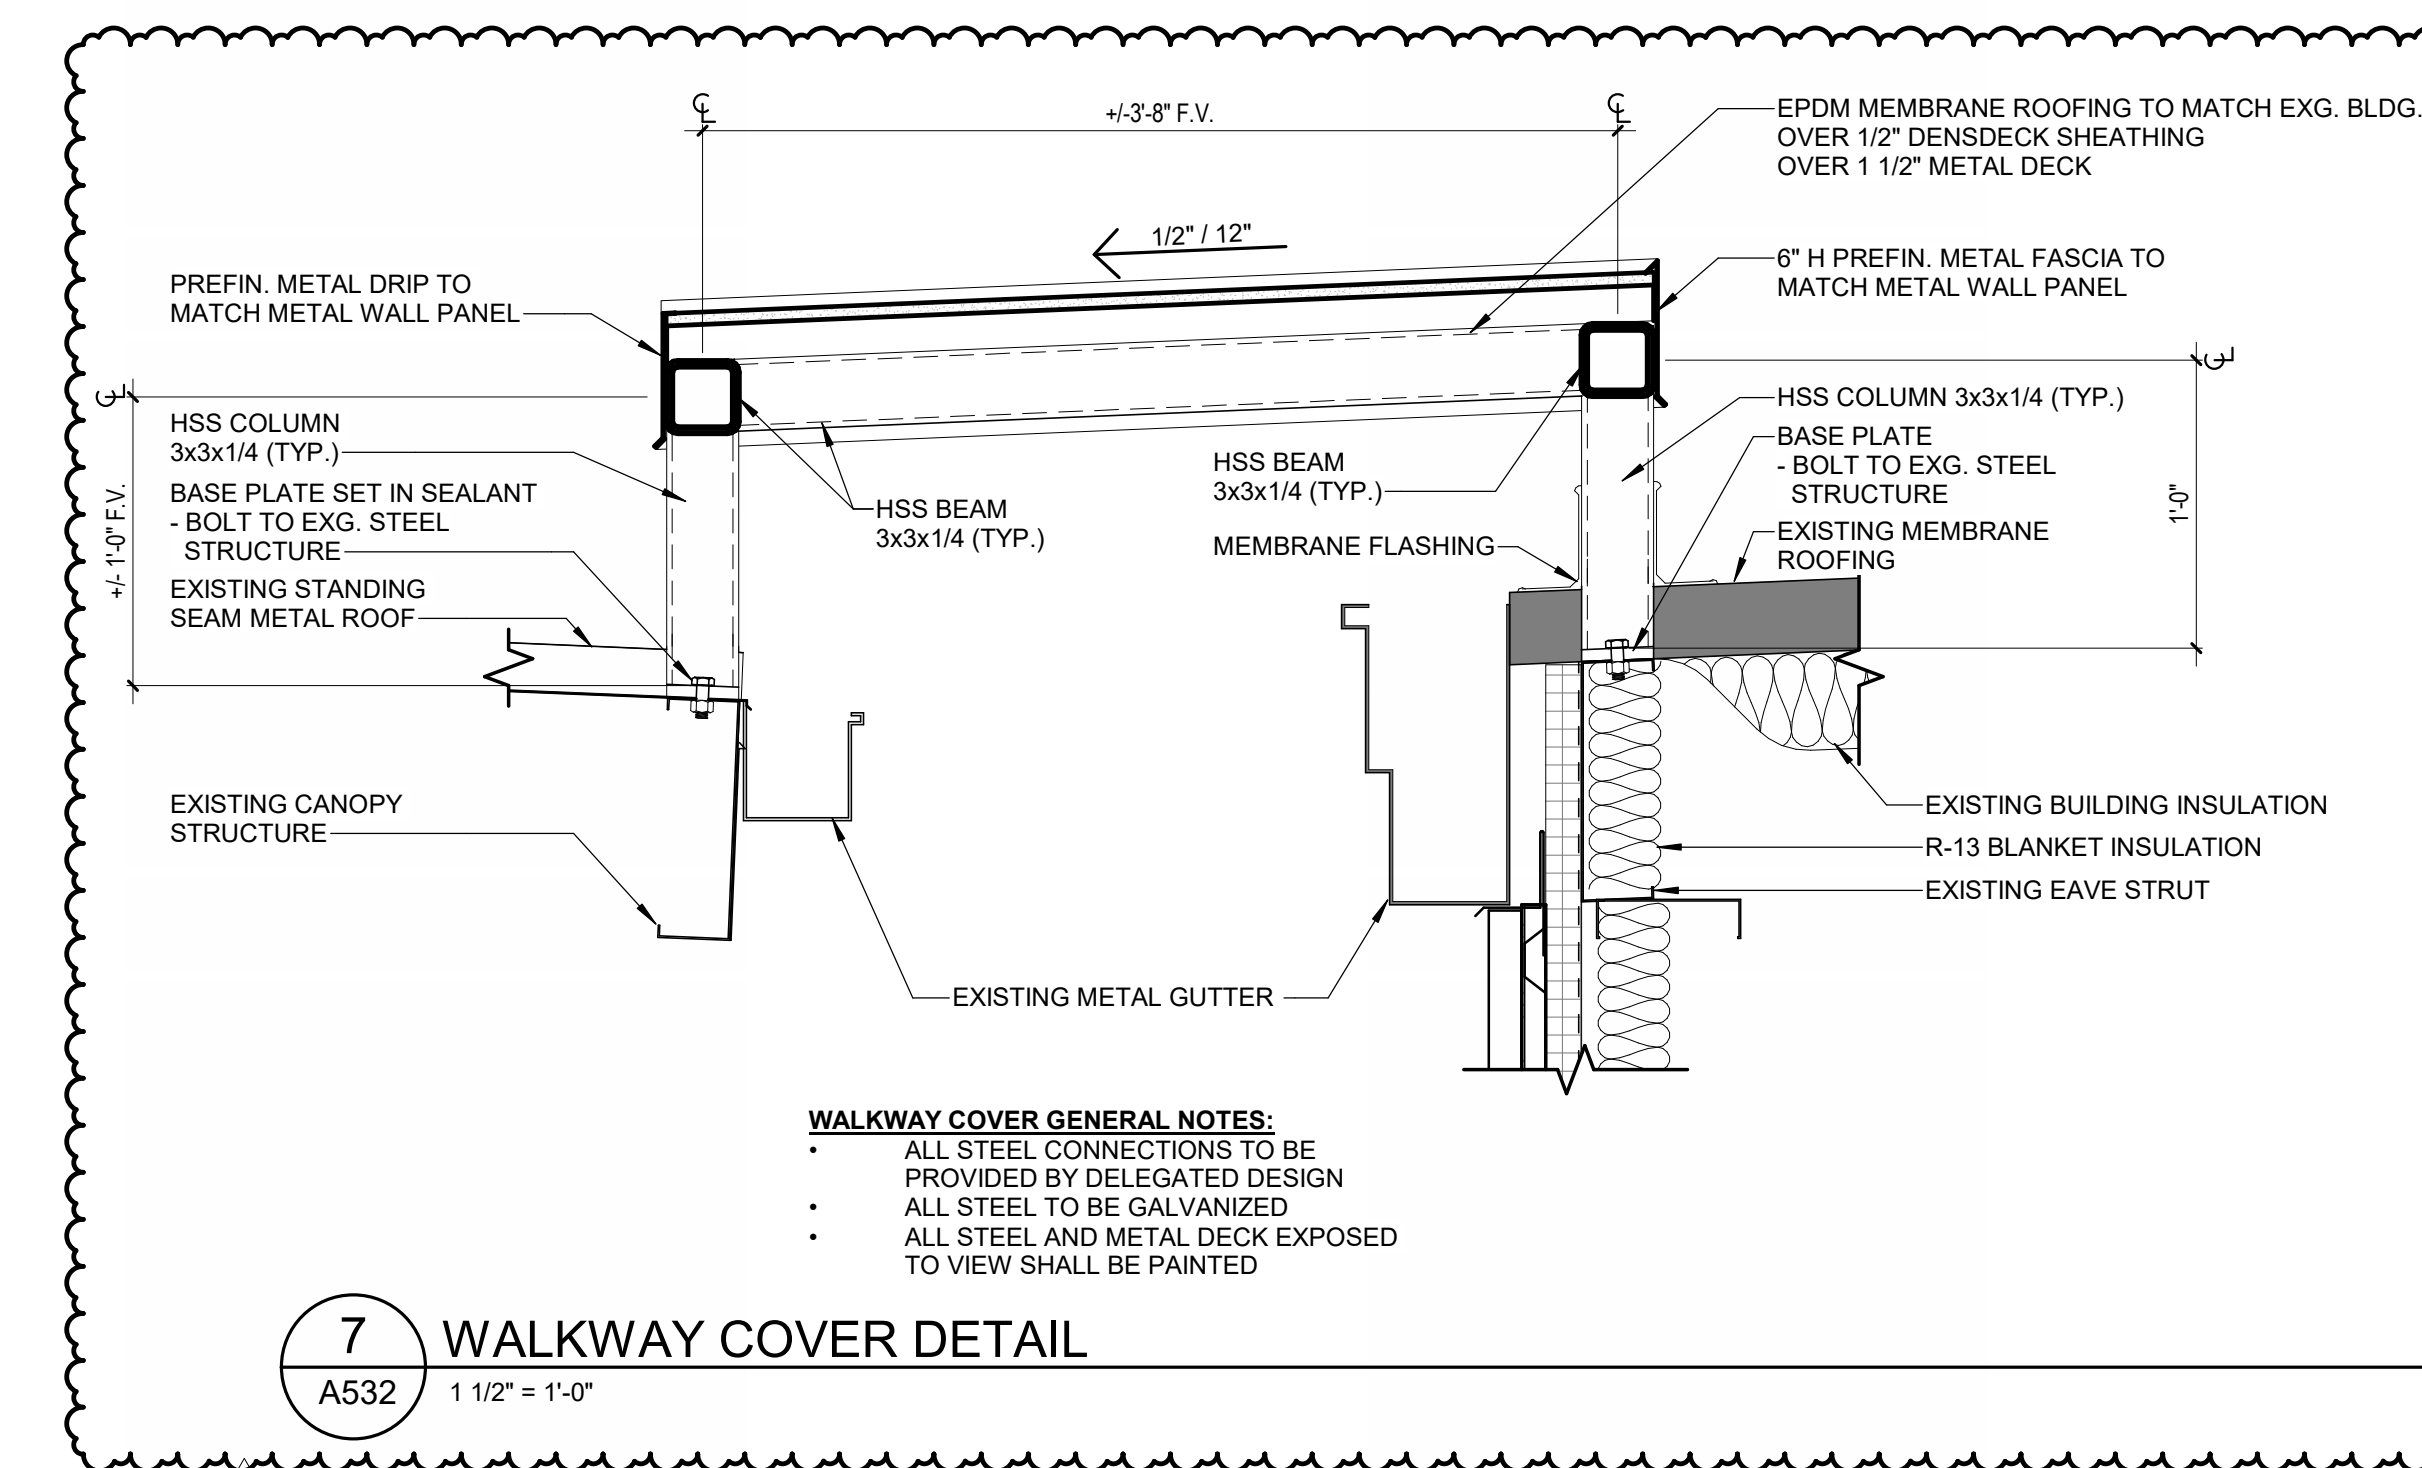 +/-3'-8" F.V.
EPDM MEMBRANE ROOFING TO MATCH EXG. BLDG.
OVER 1/2" DENSDECK SHEATHING
OVER 1 1/2" METAL DECK
1/2" / 12"
6" H PREFIN. METAL FASCIA TO
MATCH METAL WALL PANEL
PREFIN. METAL DRIP TO
MATCH METAL WALL PANEL
HSS COLUMN
3x3x1/4 (TYP.)
BASE PLATE SET IN SEALANT
- BOLT TO EXG. STEEL
STRUCTURE
EXISTING STANDING
SEAM METAL ROOF
+/- 1'-0" F.V.
HSS BEAM
3x3x1/4 (TYP.)
HSS BEAM
3x3x1/4 (TYP.)
MEMBRANE FLASHING
HSS COLUMN 3x3x1/4 (TYP.)
BASE PLATE
- BOLT TO EXG. STEEL
STRUCTURE
EXISTING MEMBRANE
ROOFING
1'-0"
EXISTING CANOPY
STRUCTURE
EXISTING BUILDING INSULATION
R-13 BLANKET INSULATION
EXISTING EAVE STRUT
EXISTING METAL GUTTER
WALKWAY COVER GENERAL NOTES:
• ALL STEEL CONNECTIONS TO BE
PROVIDED BY DELEGATED DESIGN
• ALL STEEL TO BE GALVANIZED
• ALL STEEL AND METAL DECK EXPOSED
TO VIEW SHALL BE PAINTED
7
WALKWAY COVER DETAIL
A532
1 1/2" = 1'-0"